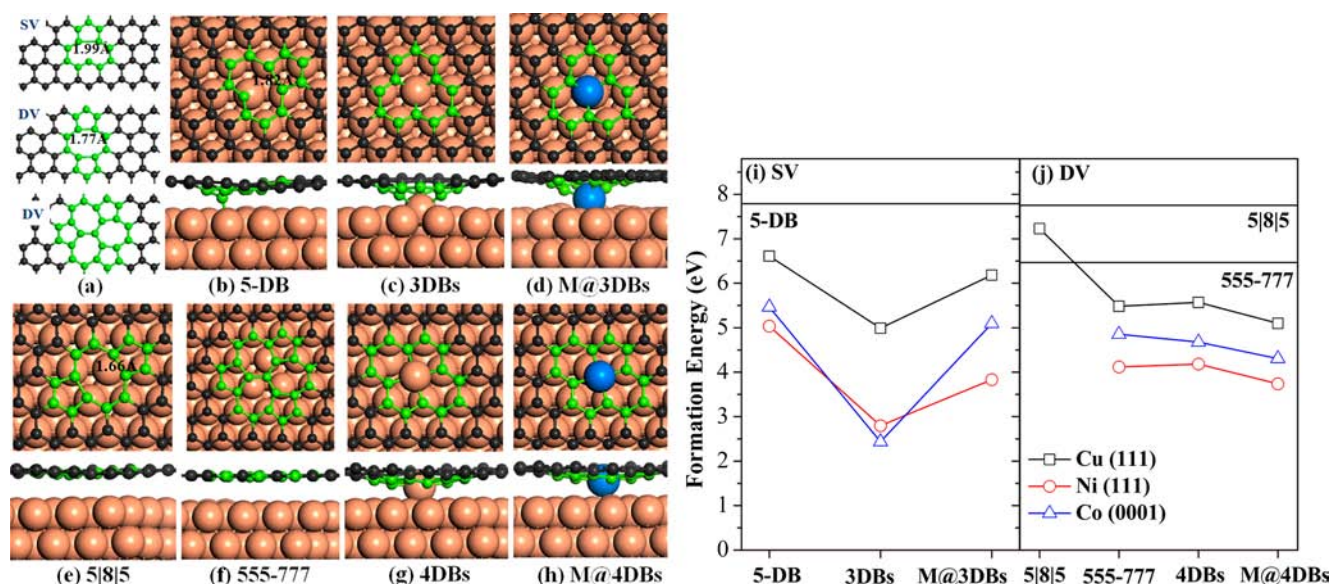 SV
1.99Å
DV
1.77Å
DV
(a)
1.82Å
(b) 5-DB
(c) 3DBs
(d) M@3DBs
1.66Å
(e) 5|8|5
(f) 555-777
(g) 4DBs
(h) M@4DBs
Formation Energy (eV)
8
7
6
5
4
3
2
1
0
(i) SV
5-DB
(j) DV
5|8|5
555-777
Cu (111)
Ni (111)
Co (0001)
5-DB
3DBs
M@3DBs
5|8|5
555-777
4DBs
M@4DBs